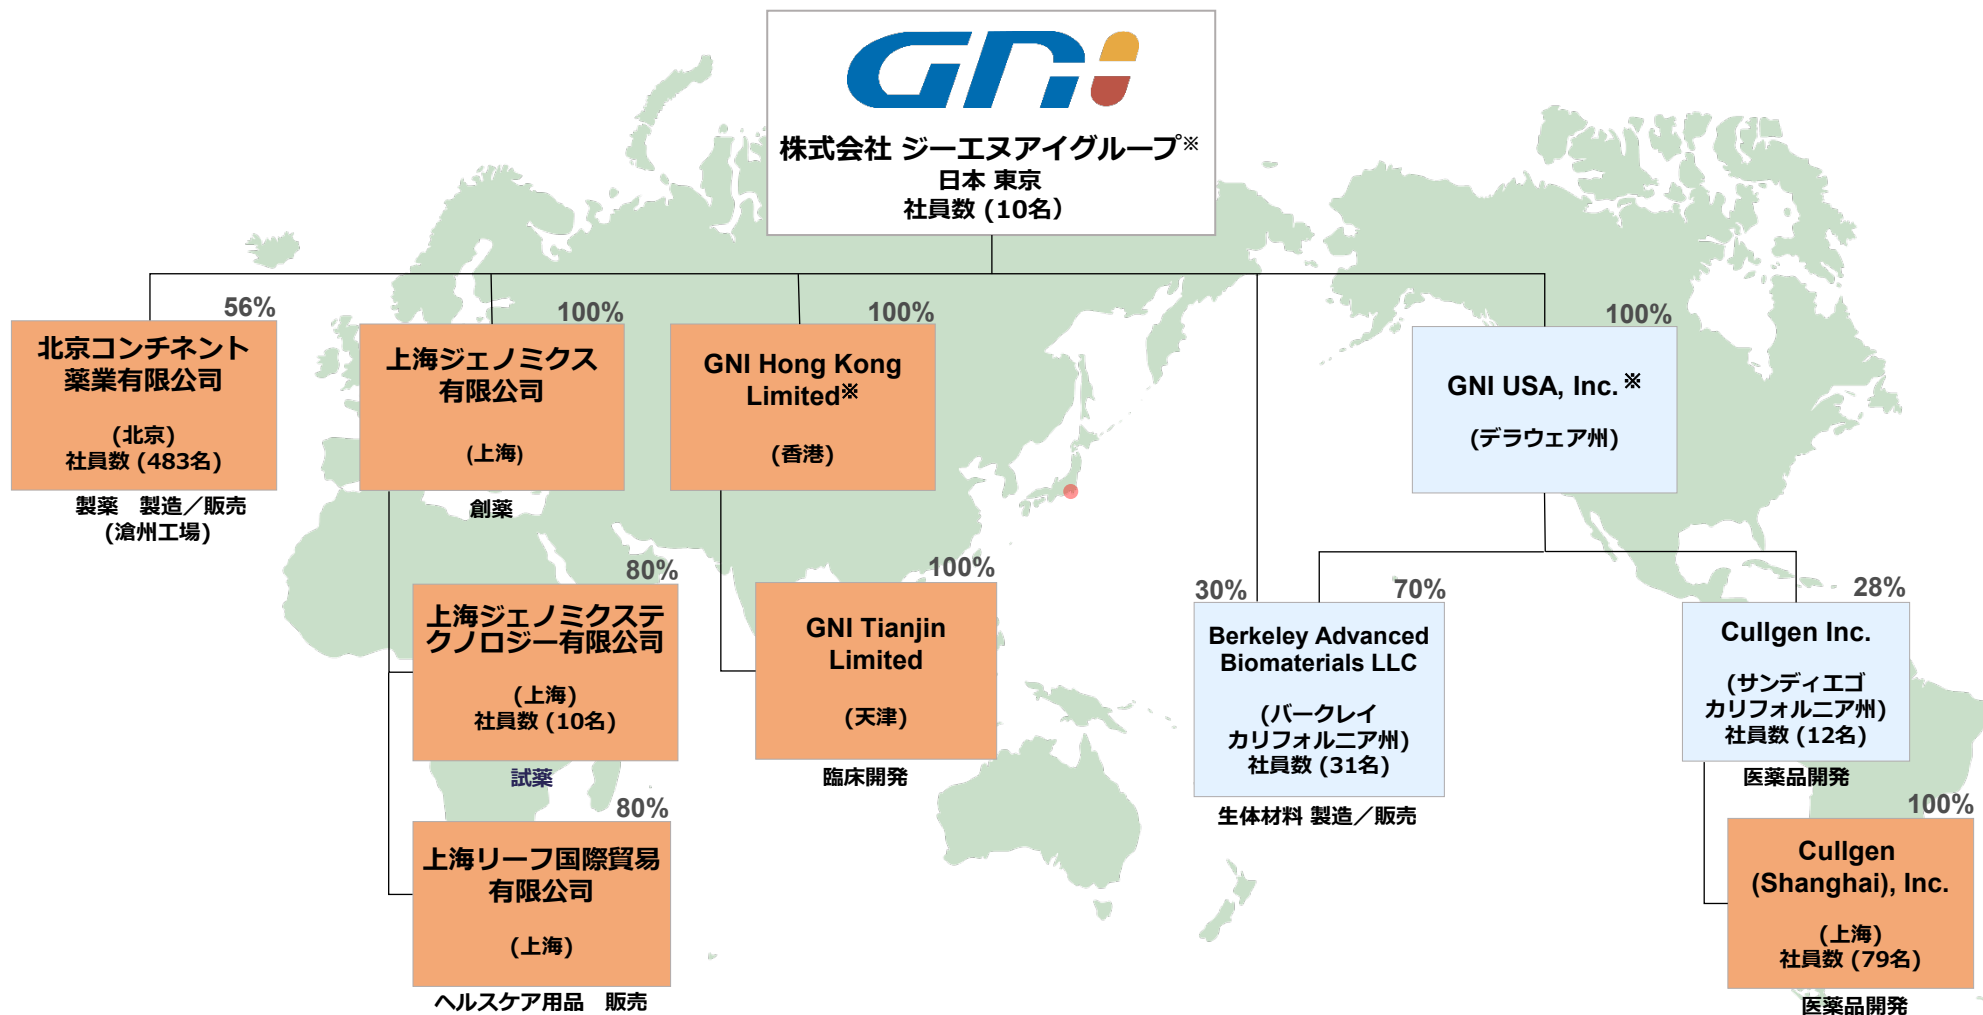 GNi
株式会社 ジーエヌアイグループ※
日本 東京
社員数 (10名)
56%
北京コンチネント
薬業有限公司
(北京)
社員数 (483名)
製薬　製造／販売
(滄州工場)
100%
上海ジェノミクス
有限公司
(上海)
創薬
80%
上海ジェノミクステ
クノロジー有限公司
(上海)
社員数 (10名)
試薬
80%
上海リーフ国際貿易
有限公司
(上海)
ヘルスケア用品　販売
100%
GNI Hong Kong
Limited※
(香港)
100%
GNI Tianjin
Limited
(天津)
臨床開発
100%
GNI USA, Inc. ※
(デラウェア州)
30%
70%
Berkeley Advanced
Biomaterials LLC
(バークレイ
カリフォルニア州)
社員数 (31名)
生体材料 製造／販売
28%
Cullgen Inc.
(サンディエゴ
カリフォルニア州)
社員数 (12名)
医薬品開発
100%
Cullgen
(Shanghai), Inc.
(上海)
社員数 (79名)
医薬品開発